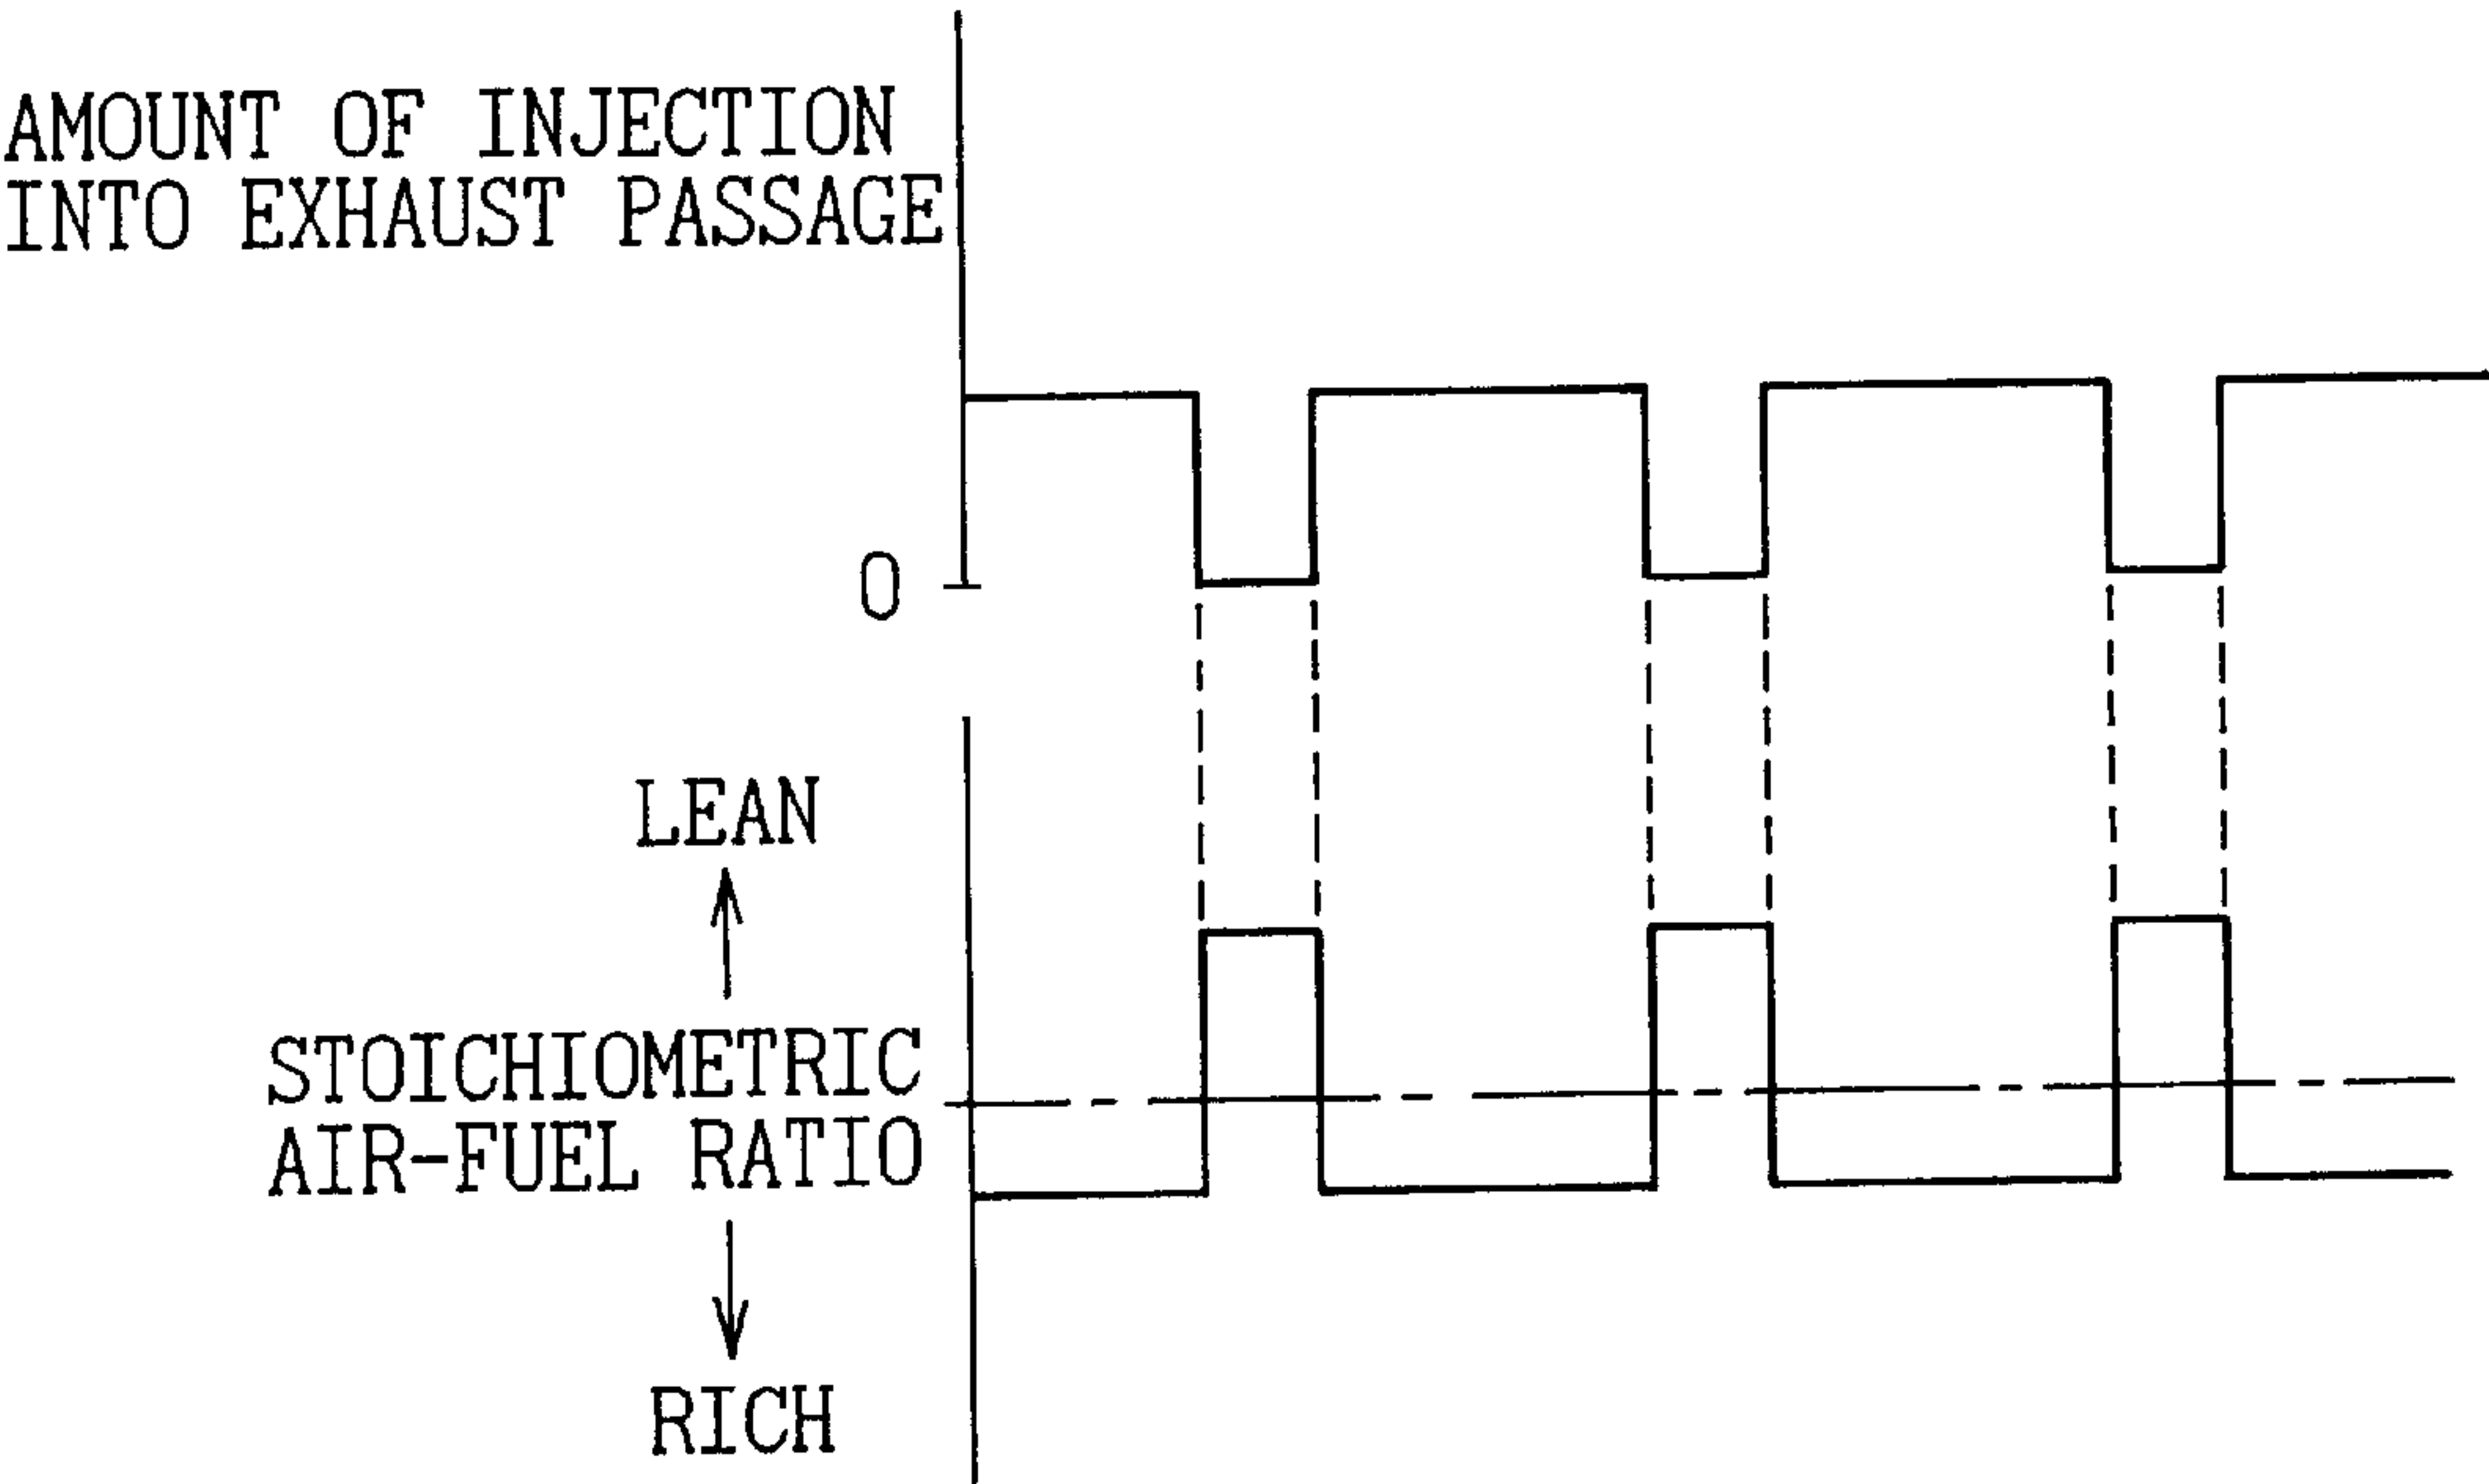 AMOUNT OF INJECTION
INTO EXHAUST PASSAGE
0
LEAN
STOICHIOMETRIC
AIR-FUEL RATIO
RICH